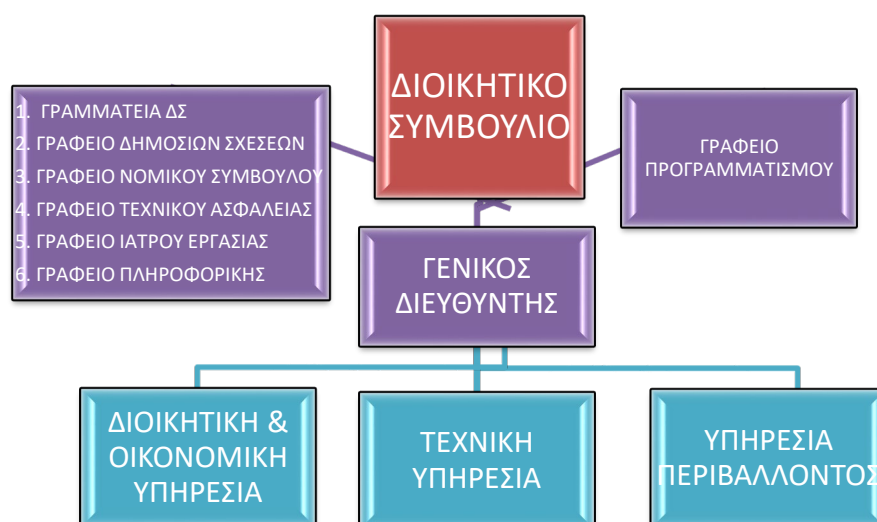 ΔΙΟΙΚΗΤΙΚΟ
ΣΥΜΒΟΥΛΙΟ
1. ΓΡΑΜΜΑΤΕΙΑ ΔΣ
2. ΓΡΑΦΕΙΟ ΔΗΜΟΣΙΩΝ ΣΧΕΣΕΩΝ
3. ΓΡΑΦΕΙΟ ΝΟΜΙΚΟΥ ΣΥΜΒΟΥΛΟΥ
4. ΓΡΑΦΕΙΟ ΤΕΧΝΙΚΟΥ ΑΣΦΑΛΕΙΑΣ
5. ΓΡΑΦΕΙΟ ΙΑΤΡΟΥ ΕΡΓΑΣΙΑΣ
6. ΓΡΑΦΕΙΟ ΠΛΗΡΟΦΟΡΙΚΗΣ
ΓΡΑΦΕΙΟ
ΠΡΟΓΡΑΜΜΑΤΙΣΜΟΥ
ΓΕΝΙΚΟΣ
ΔΙΕΥΘΥΝΤΗΣ
ΔΙΟΙΚΗΤΙΚΗ &
ΟΙΚΟΝΟΜΙΚΗ
ΥΠΗΡΕΣΙΑ
ΤΕΧΝΙΚΗ
ΥΠΗΡΕΣΙΑ
ΥΠΗΡΕΣΙΑ
ΠΕΡΙΒΑΛΛΟΝΤΟΣ